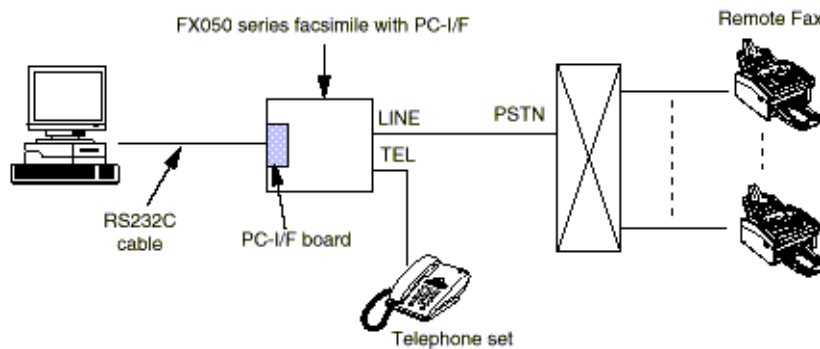 FX050 series facsimile with PC-I/F
Remote Fax
LINE
PSTN
TEL
RS232C
cable
PC-I/F board
Telephone set